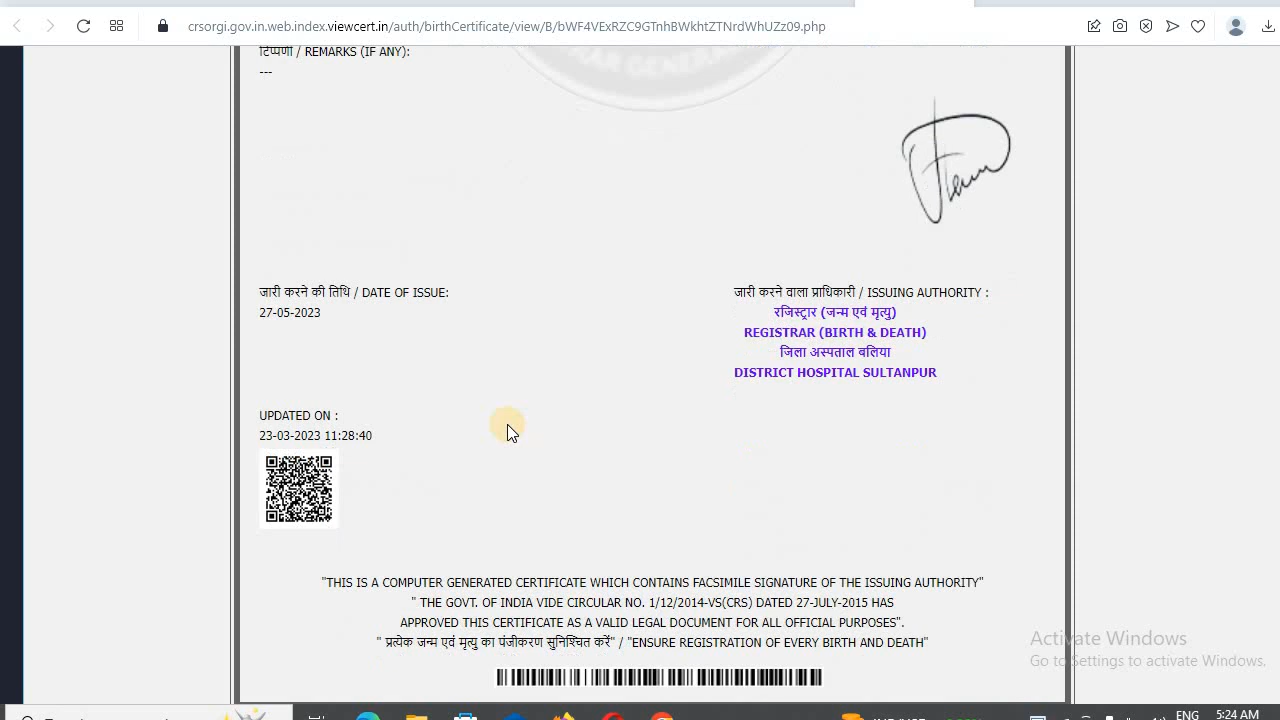 crsorgi.gov.in.web.index.viewcert.in/auth/birthCertificate/view/B/bWF4VExRZC9GTnhBWkhtZTNrdWhUZz09.php
टिप्पणी / REMARKS (IF ANY):
---
जारी करने की तिथि / DATE OF ISSUE:
27-05-2023
जारी करने वाला प्राधिकारी / ISSUING AUTHORITY :
रजिस्ट्रार (जन्म एवं मृत्यु)
REGISTRAR (BIRTH & DEATH)
जिला अस्पताल बलिया
DISTRICT HOSPITAL SULTANPUR
UPDATED ON :
23-03-2023 11:28:40
"THIS IS A COMPUTER GENERATED CERTIFICATE WHICH CONTAINS FACSIMILE SIGNATURE OF THE ISSUING AUTHORITY"
" THE GOVT. OF INDIA VIDE CIRCULAR NO. 1/12/2014-VS(CRS) DATED 27-JULY-2015 HAS
APPROVED THIS CERTIFICATE AS A VALID LEGAL DOCUMENT FOR ALL OFFICIAL PURPOSES".
" प्रत्येक जन्म एवं मृत्यु का पंजीकरण सुनिश्चित करें" / "ENSURE REGISTRATION OF EVERY BIRTH AND DEATH"
Activate Windows
Go to Settings to activate Windows.
ENG
5:24 AM